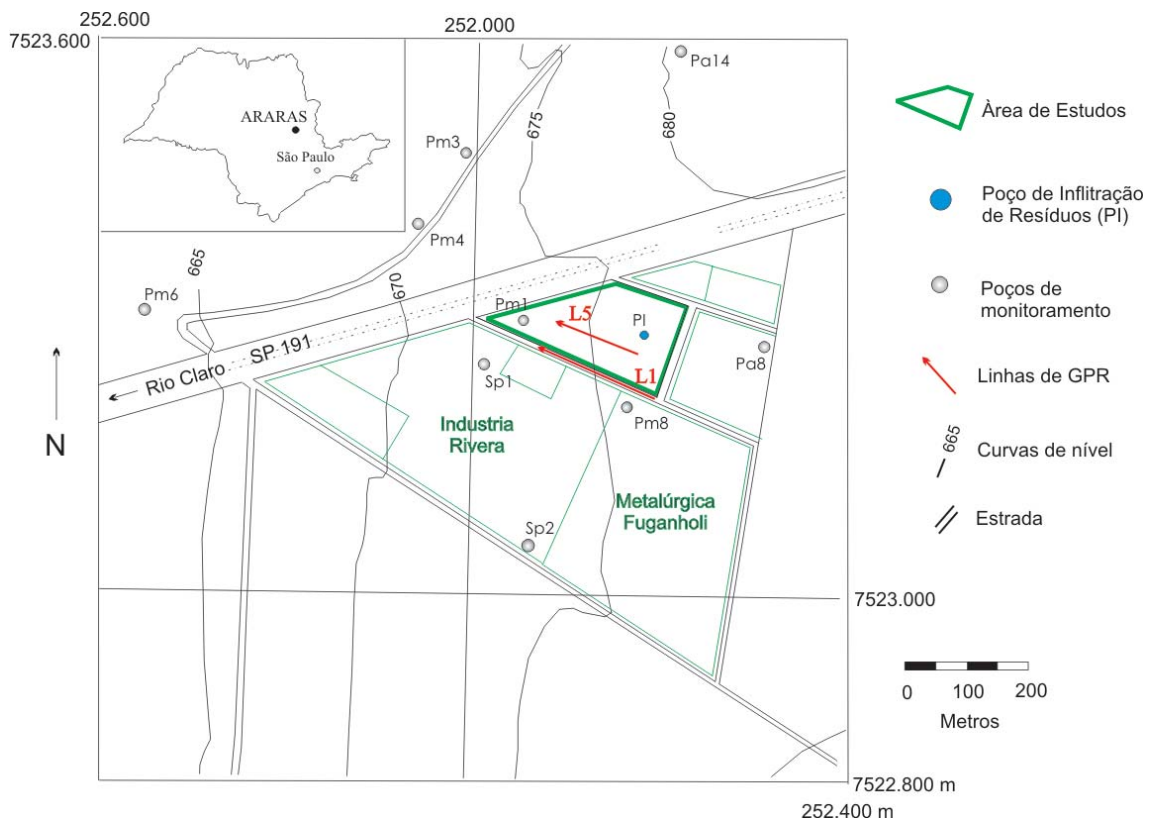 252.600
252.000
7523.600
ARARAS
São Paulo
Pa14
675
680
Pm3
Pm4
665
670
Pm6
Pm1
L5
PI
Pa8
SP 191
Rio Claro
Sp1
L1
Pm8
Industria
Rivera
Metalúrgica
Fuganholi
Sp2
N
7523.000
7522.800 m
252.400 m
Àrea de Estudos
Poço de Inflitração
de Resíduos (PI)
Poços de
monitoramento
Linhas de GPR
665
Curvas de nível
Estrada
0 100 200
Metros